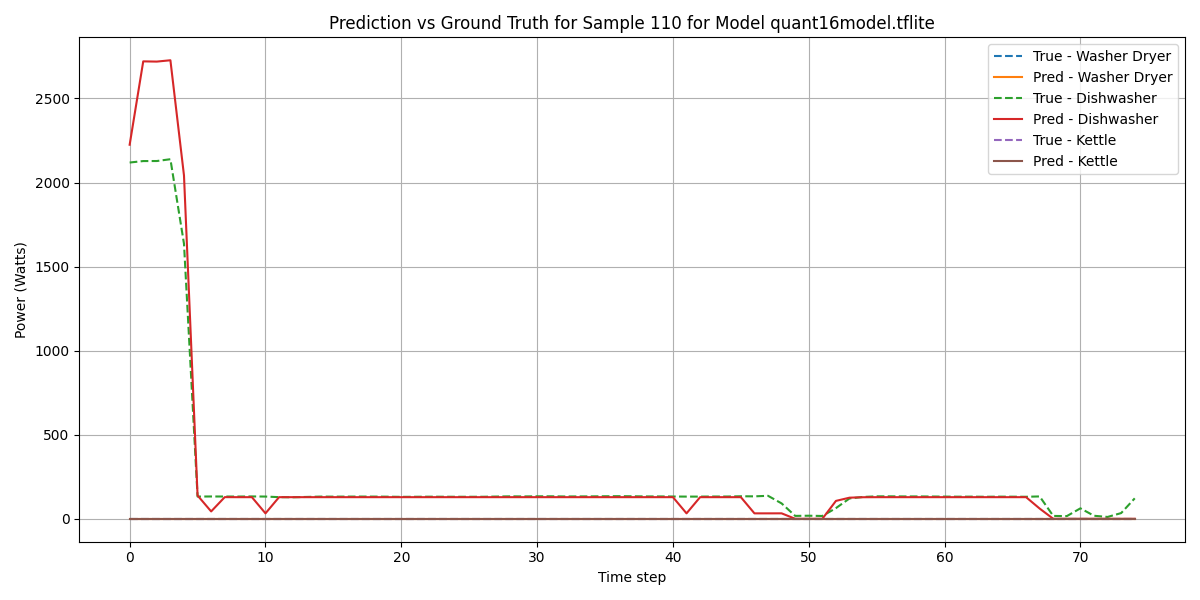 Prediction vs Ground Truth for Sample 110 for Model quant16model.tflite
True - Washer Dryer
Pred - Washer Dryer
True - Dishwasher
Pred - Dishwasher
True - Kettle
Pred - Kettle
2500
2000
1500
1000
500
0
Power (Watts)
0 10 20 30 40 50 60 70
Time step